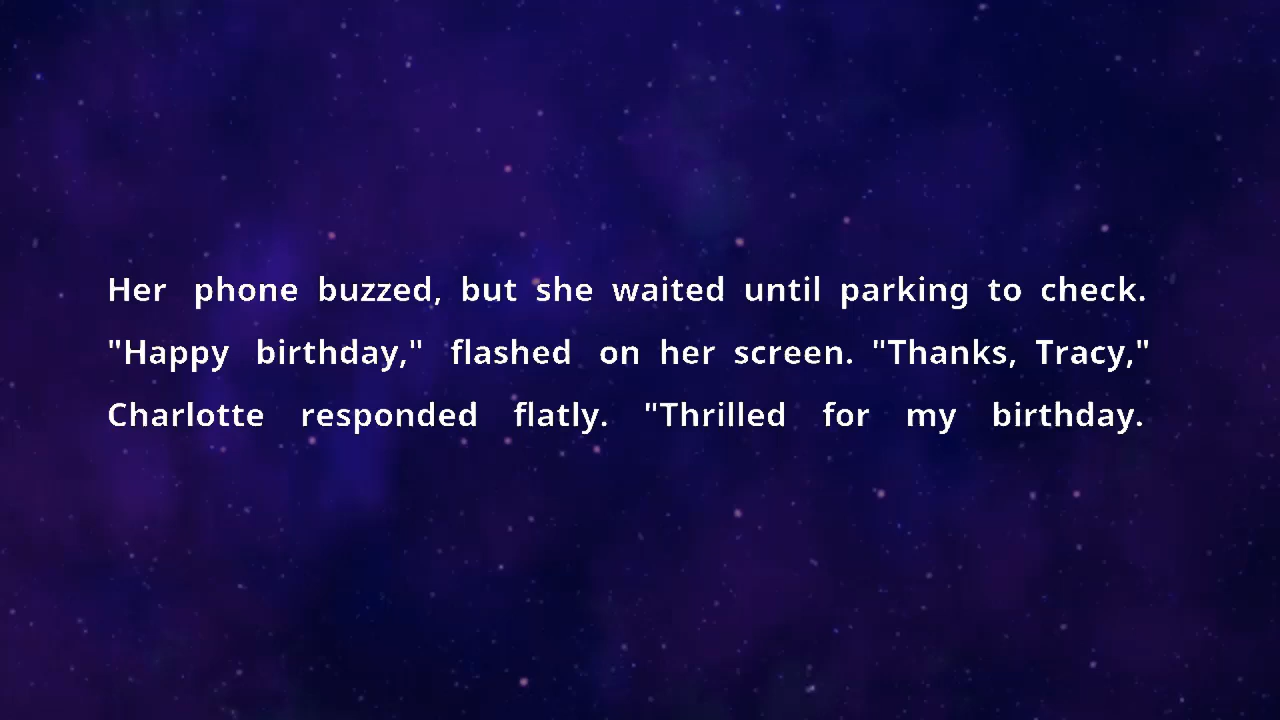 Her phone buzzed, but she waited until parking to check.
"Happy birthday," flashed on her screen. "Thanks, Tracy,"
Charlotte responded flatly. "Thrilled for my birthday.